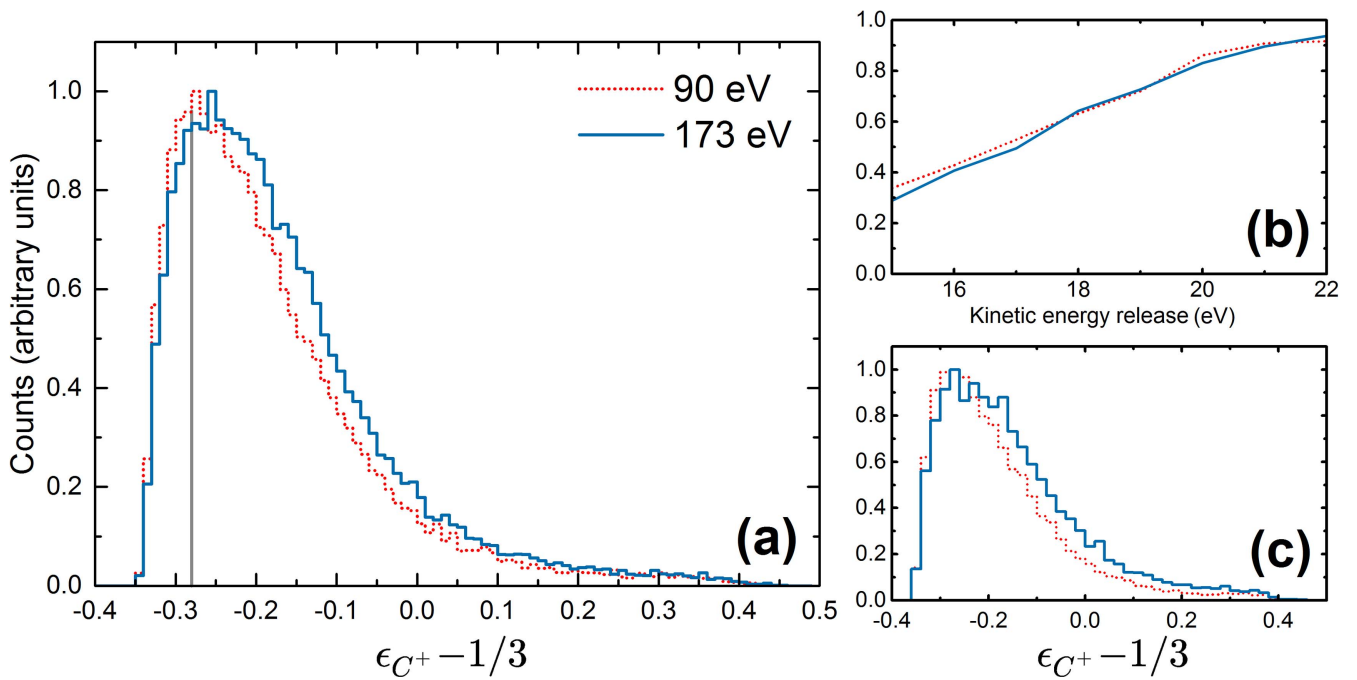 Counts (arbitrary units)
1.0
0.8
0.6
0.4
0.2
0.0
90 eV
173 eV
(a)
-0.4 -0.3 -0.2 -0.1 0.0 0.1 0.2 0.3 0.4 0.5
ϵ_{C^+} −1/3
1.0
0.8
0.6
0.4
0.2
0.0
(b)
16 18 20 22
Kinetic energy release (eV)
1.0
0.8
0.6
0.4
0.2
0.0
(c)
-0.4 -0.2 0.0 0.2 0.4
ϵ_{C^+} −1/3